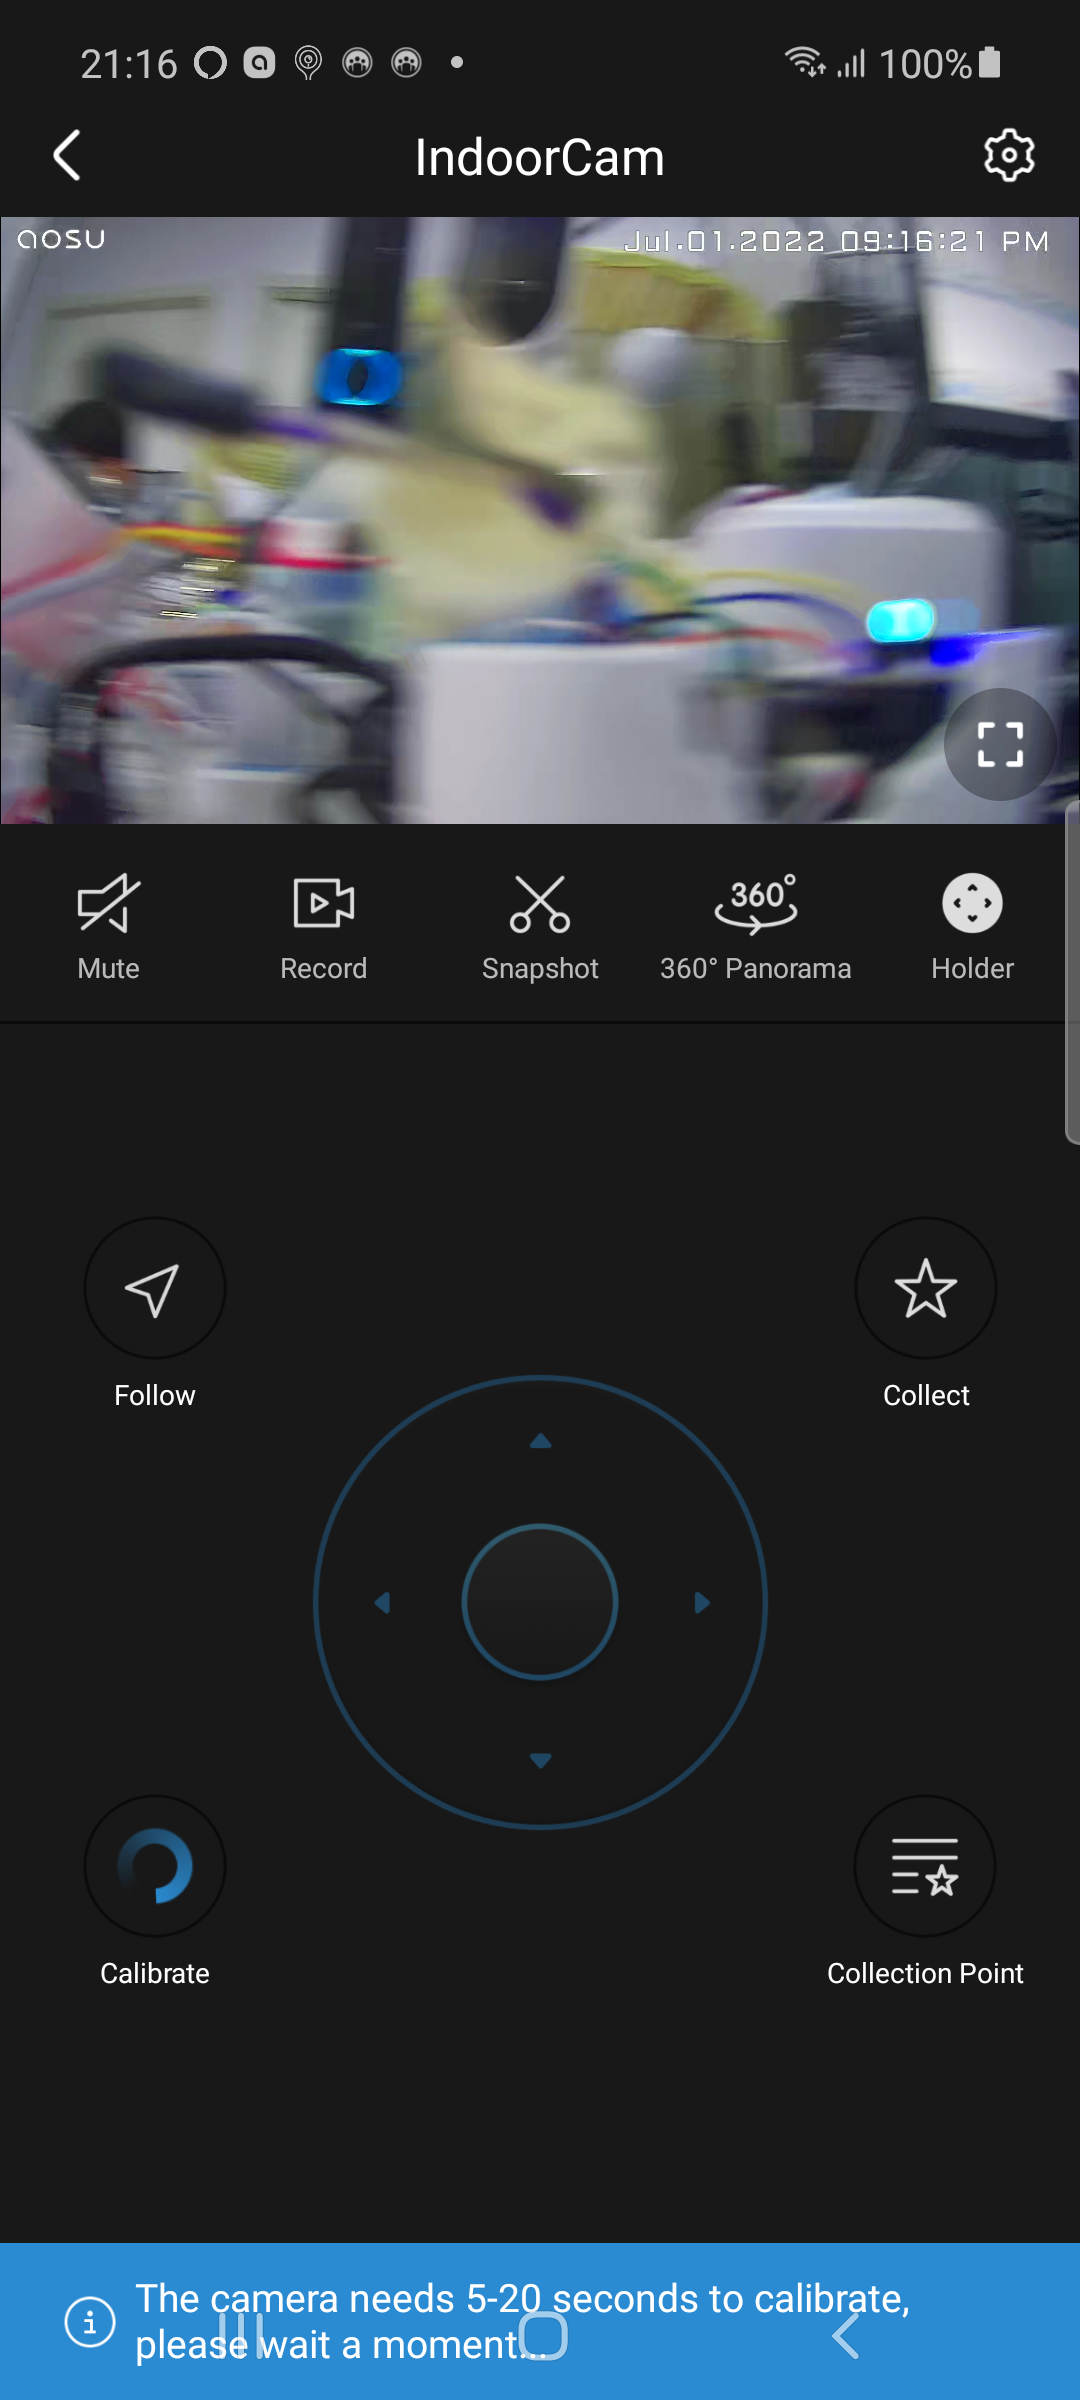 21:16
100%
IndoorCam
aosu
Jul.01.2022 09:16:21 PM
360°
Mute
Record
Snapshot
360° Panorama
Holder
Follow
Collect
Calibrate
Collection Point
The camera needs 5-20 seconds to calibrate,
please wait a moment...